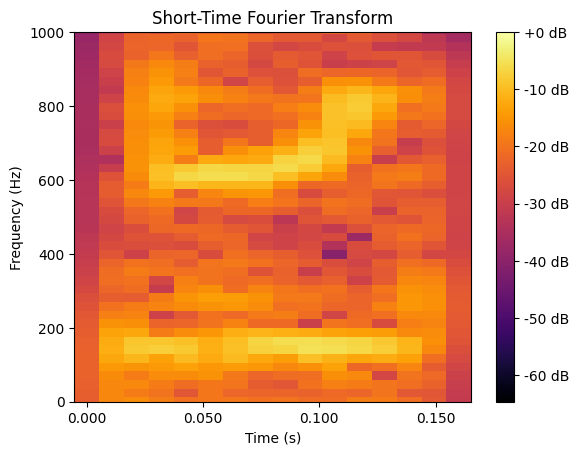 Short-Time Fourier Transform
1000
800
600
400
200
0
Frequency (Hz)
0.000
0.050
0.100
0.150
Time (s)
+0 dB
-10 dB
-20 dB
-30 dB
-40 dB
-50 dB
-60 dB